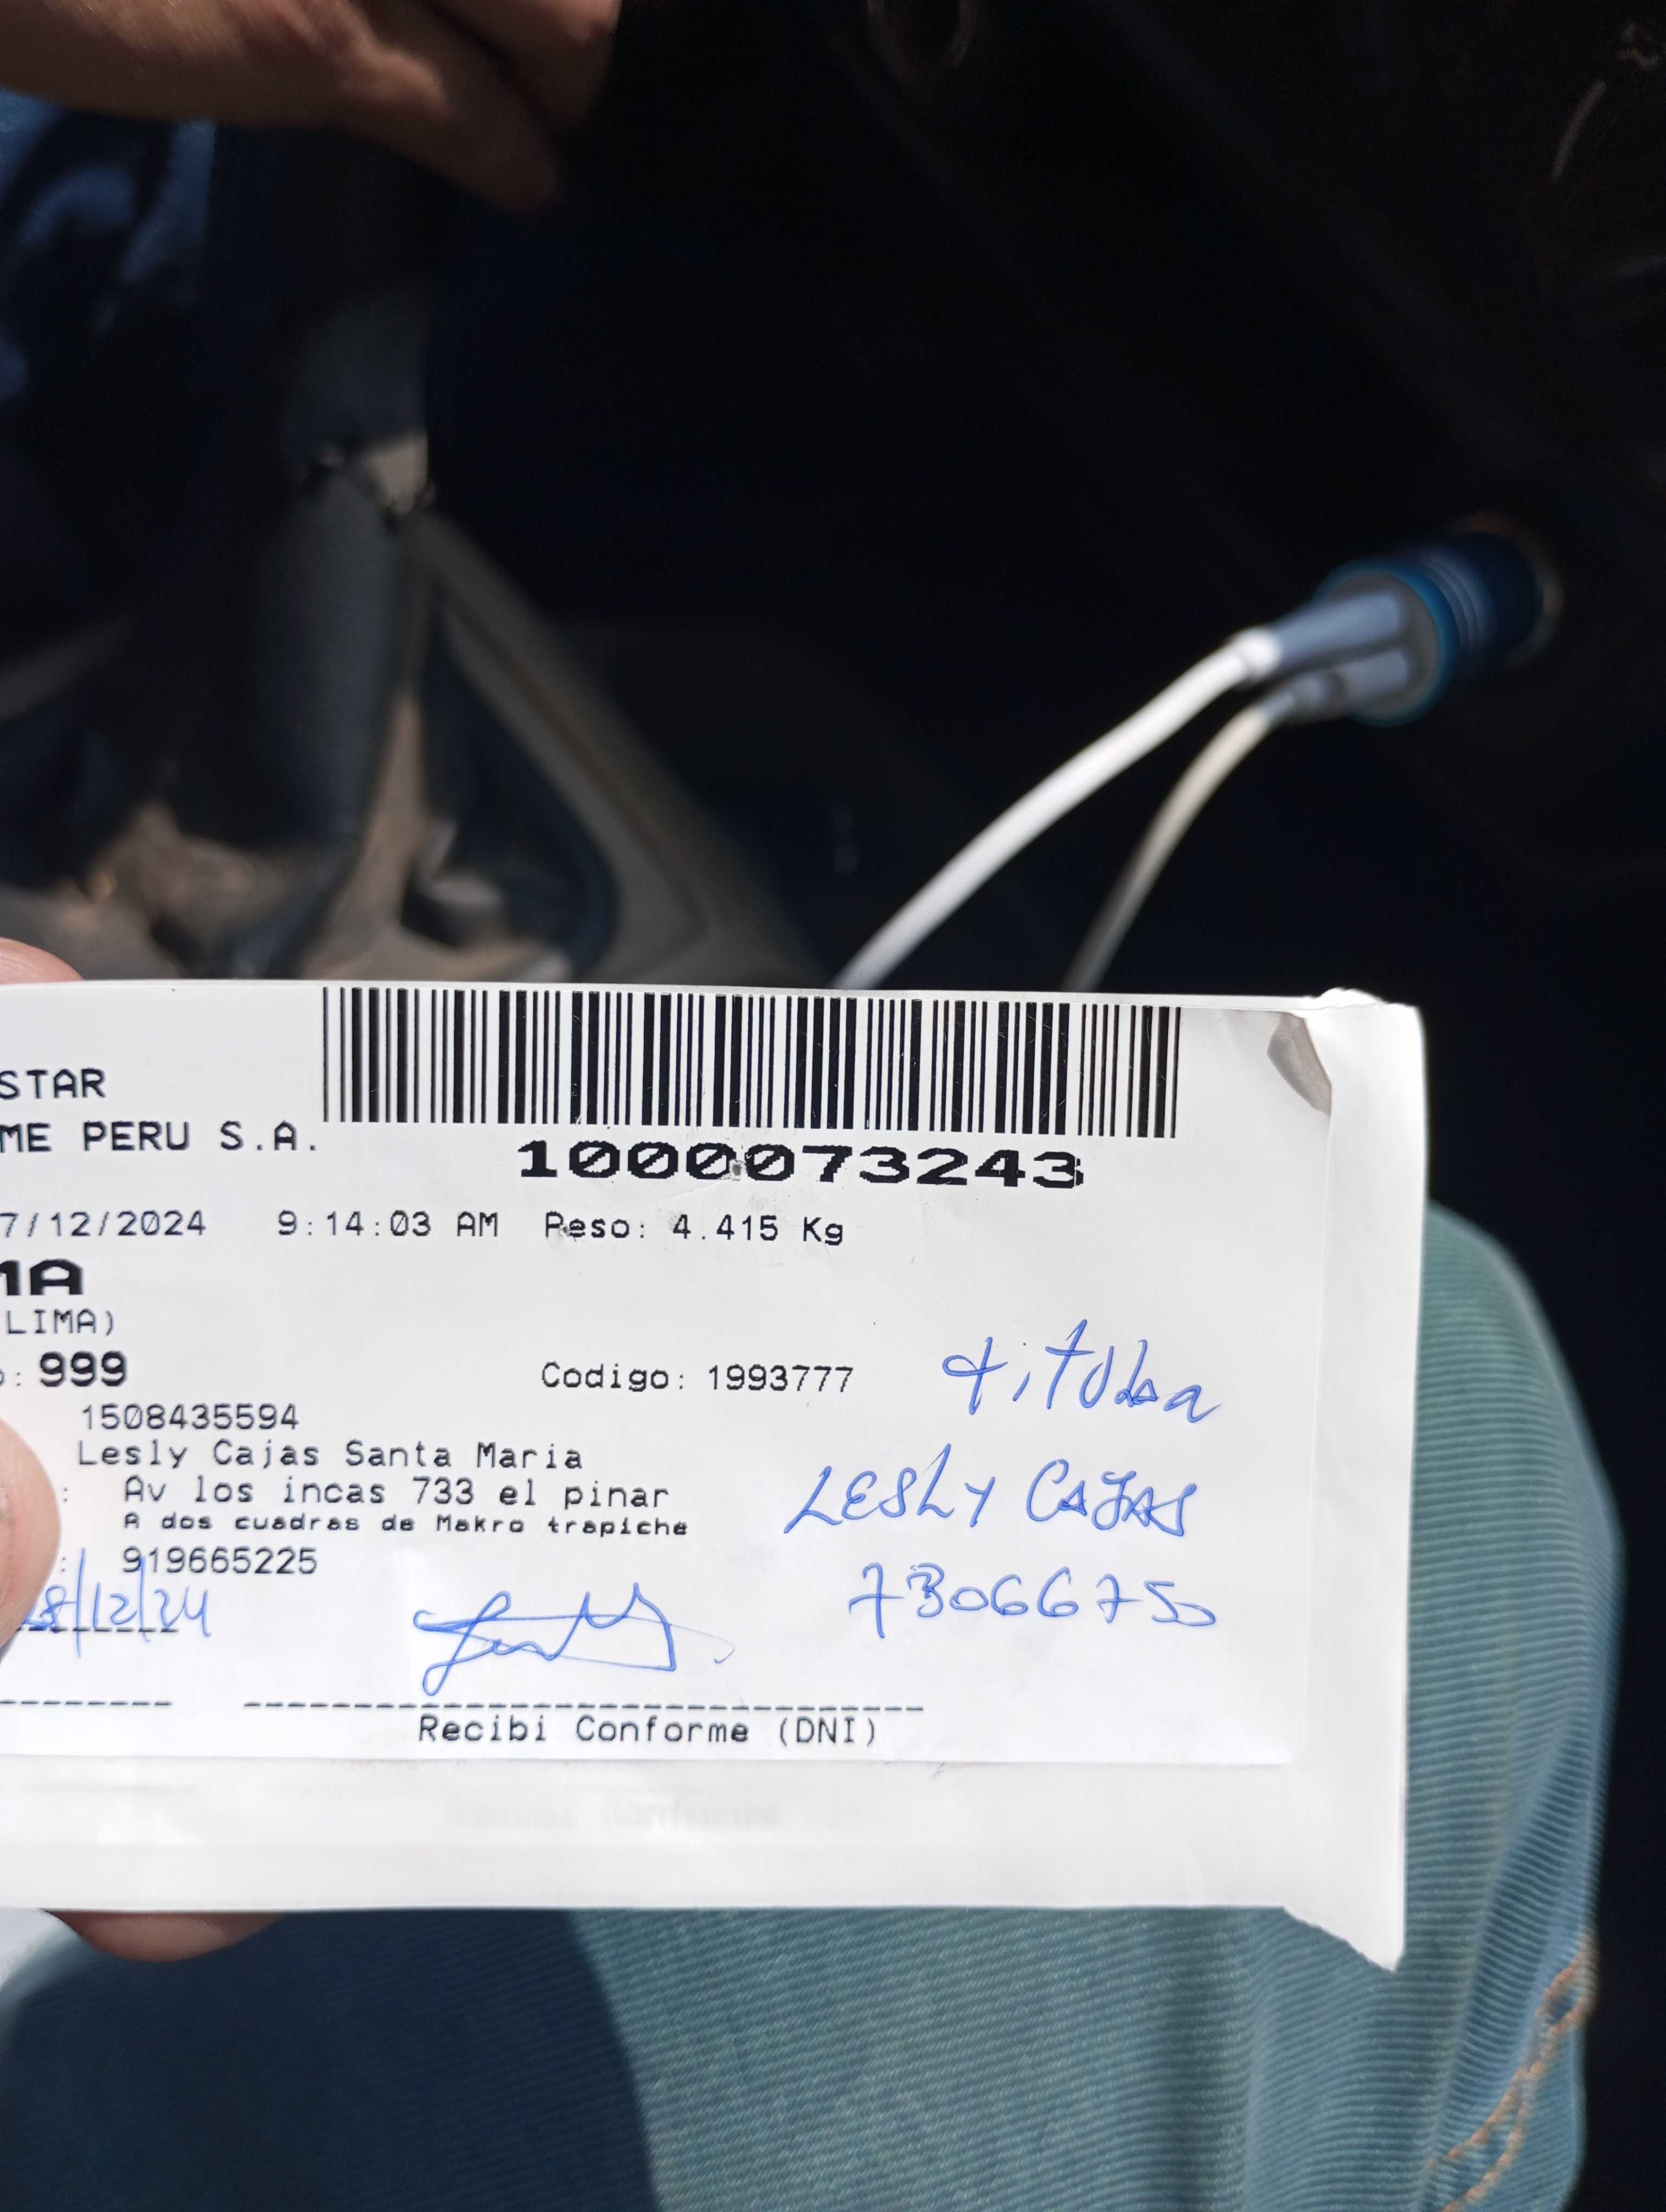 STAR
ME PERU S.A.
1000073243
7/12/2024 9:14:03 AM Peso: 4.415 Kg
MA
LIMA)
: 999 Codigo: 1993777 titular
1508435594
Lesly Cajas Santa Maria
: Av los incas 733 el pinar LESLY CAJAS
A dos cuadras de Makro trapiche
: 919665225 73066750
28/12/24
Recibi Conforme (DNI)